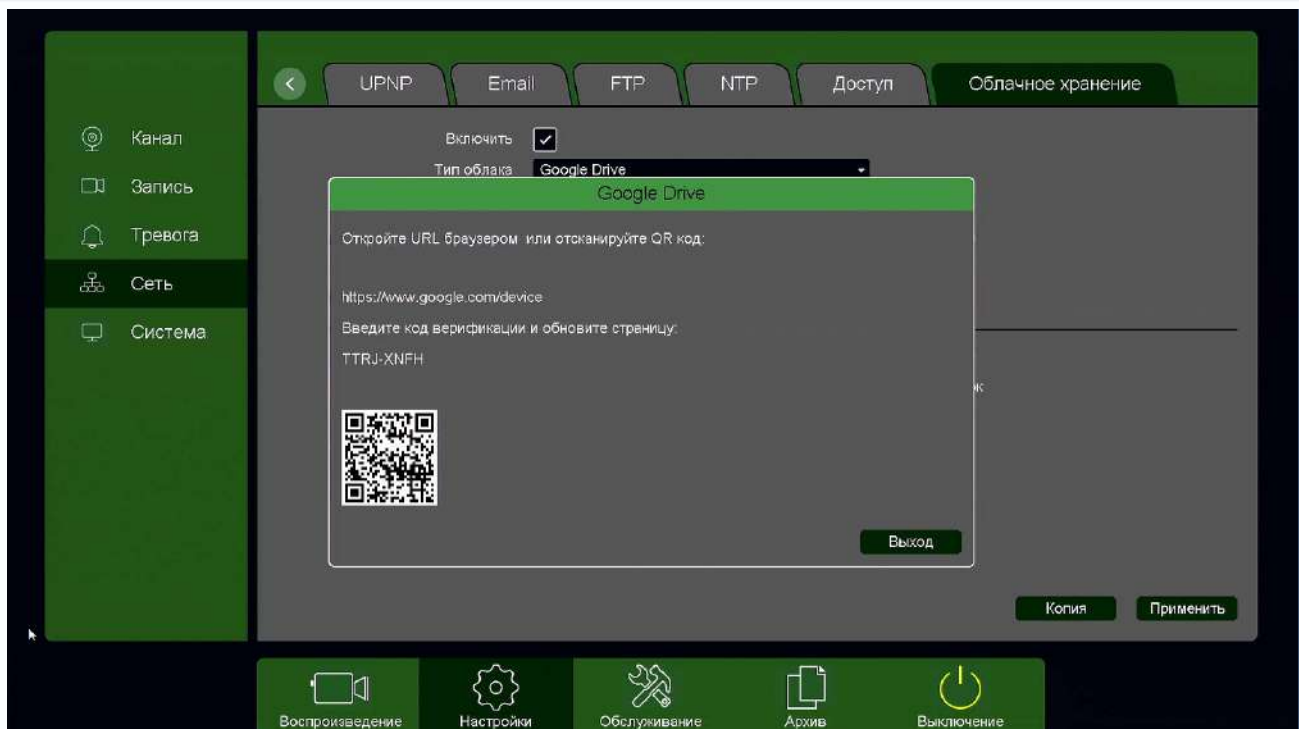 UPNP Email FTP NTP Доступ Облачное хранение
Канал
Запись
Тревога
Сеть
Система
Включить
Тип облака Google Drive
Google Drive
Откройте URL браузером или отсканируйте QR код:
https://www.google.com/device
Введите код верификации и обновите страницу:
TTRJ-XNFH
ок
Выход
Копия Применить
Воспроизведение Настройки Обслуживание Архив Выключение